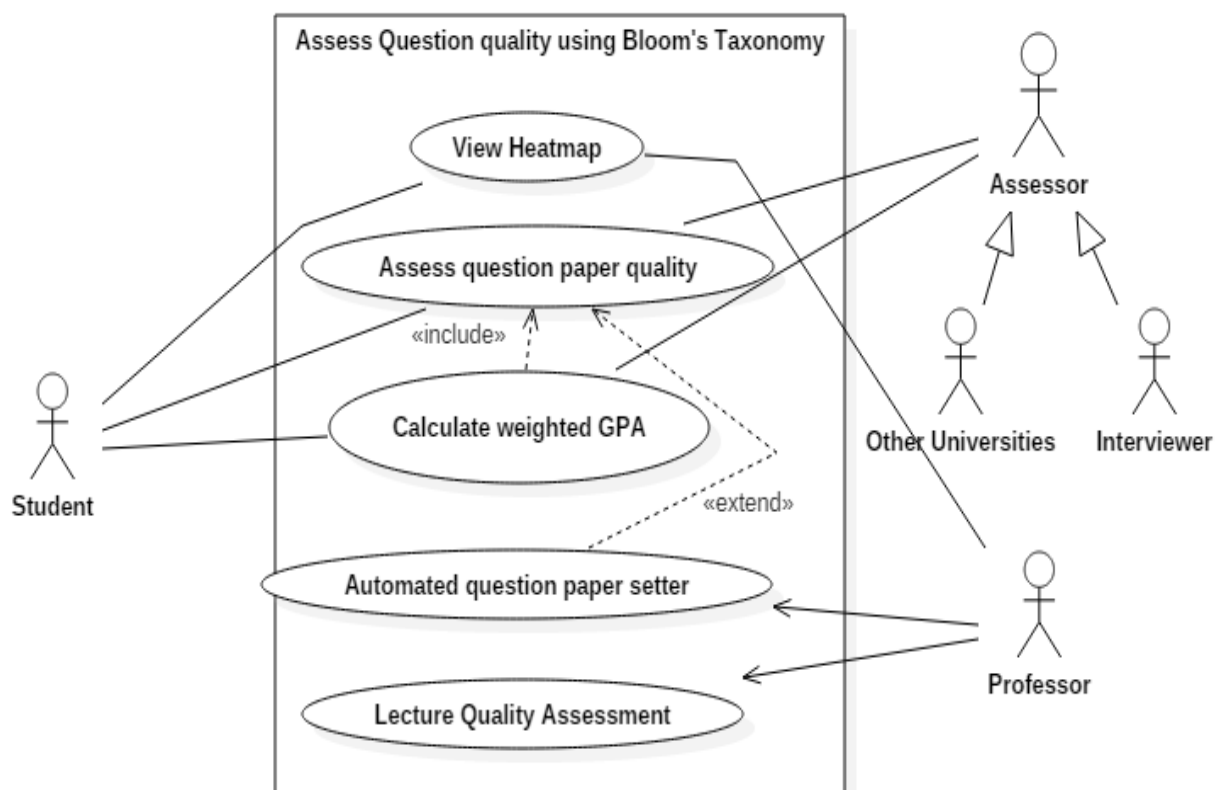 Assess Question quality using Bloom's Taxonomy
View Heatmap
Assessor
Assess question paper quality
«include»
Calculate weighted GPA
Other Universities
Interviewer
Student
«extend»
Automated question paper setter
Professor
Lecture Quality Assessment